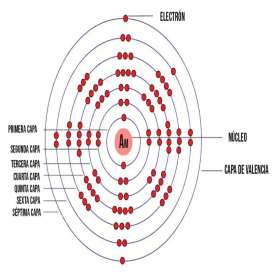 ELECTRÓN
PRIMERA CAPA
SEGUNDA CAPA
TERCERA CAPA
CUARTA CAPA
QUINTA CAPA
SEXTA CAPA
SÉPTIMA CAPA
AM
NÚCLEO
CAPA DE VALENCIA